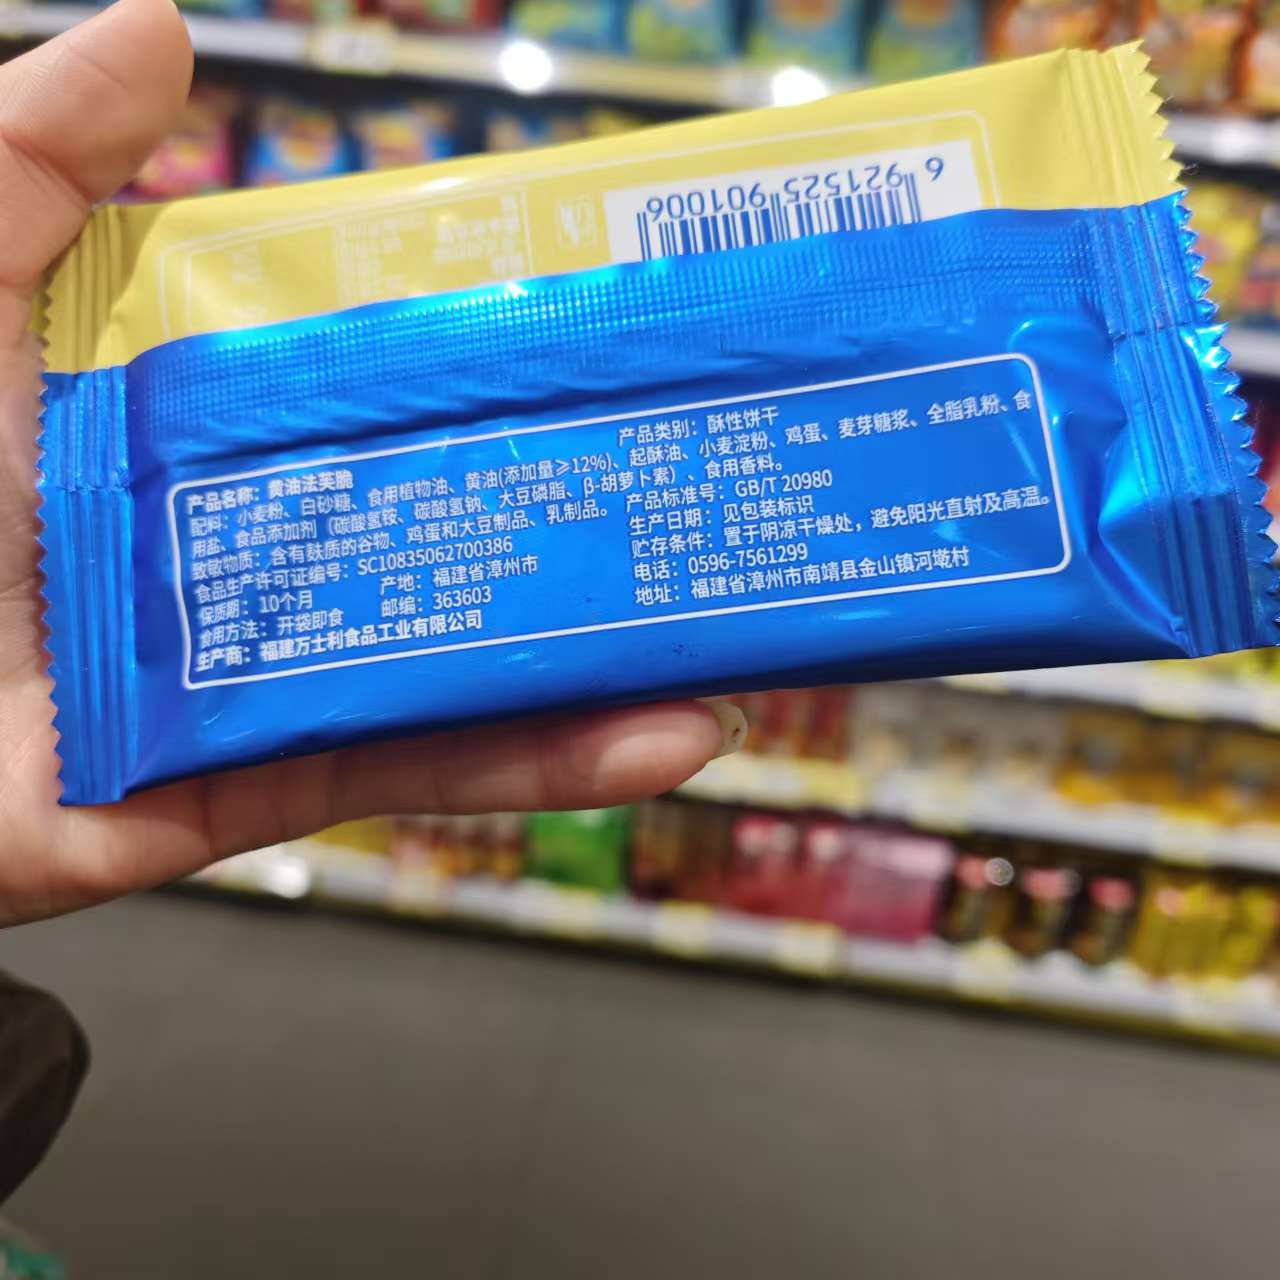 6 921525 901006
产品名称：黄油法芙脆 产品类别：酥性饼干
配料：小麦粉、白砂糖、食用植物油、黄油(添加量≥12%)、起酥油、小麦淀粉、鸡蛋、麦芽糖浆、全脂乳粉、食
用盐、食品添加剂（碳酸氢铵、碳酸氢钠、大豆磷脂、β-胡萝卜素）、食用香料。
致敏物质：含有麸质的谷物、鸡蛋和大豆制品、乳制品。 产品标准号：GB/T 20980
食品生产许可证编号：SC10835062700386 生产日期：见包装标识
保质期：10个月 产地：福建省漳州市 贮存条件：置于阴凉干燥处，避免阳光直射及高温。
食用方法：开袋即食 邮编：363603 电话：0596-7561299
生产商：福建万士利食品工业有限公司 地址：福建省漳州市南靖县金山镇河墘村